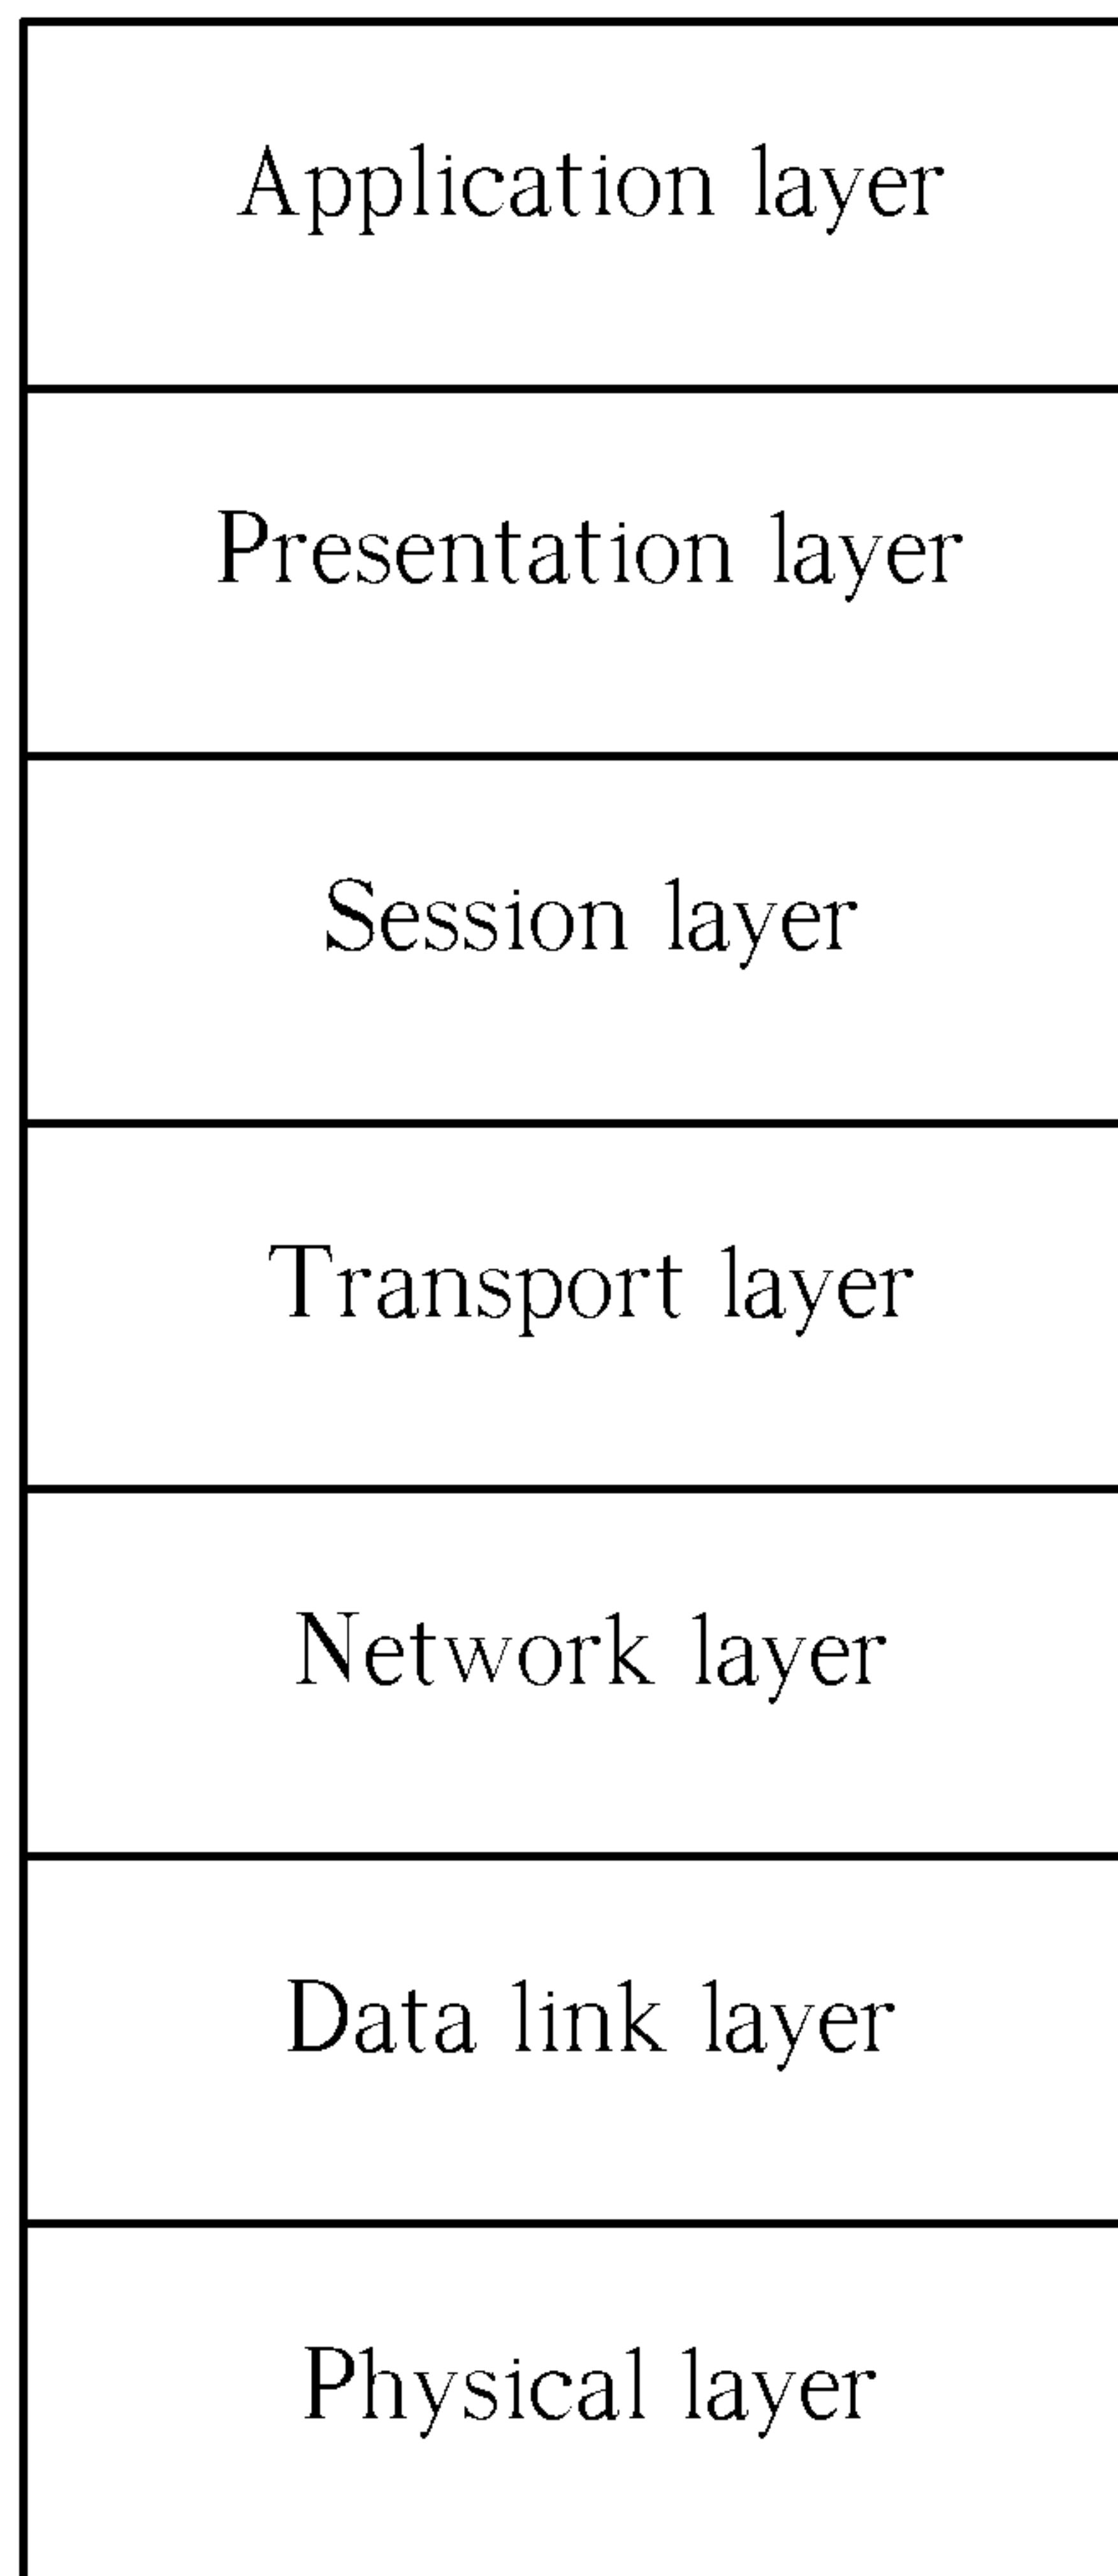 Application layer
Presentation layer
Session layer
Transport layer
Network layer
Data link layer
Physical layer